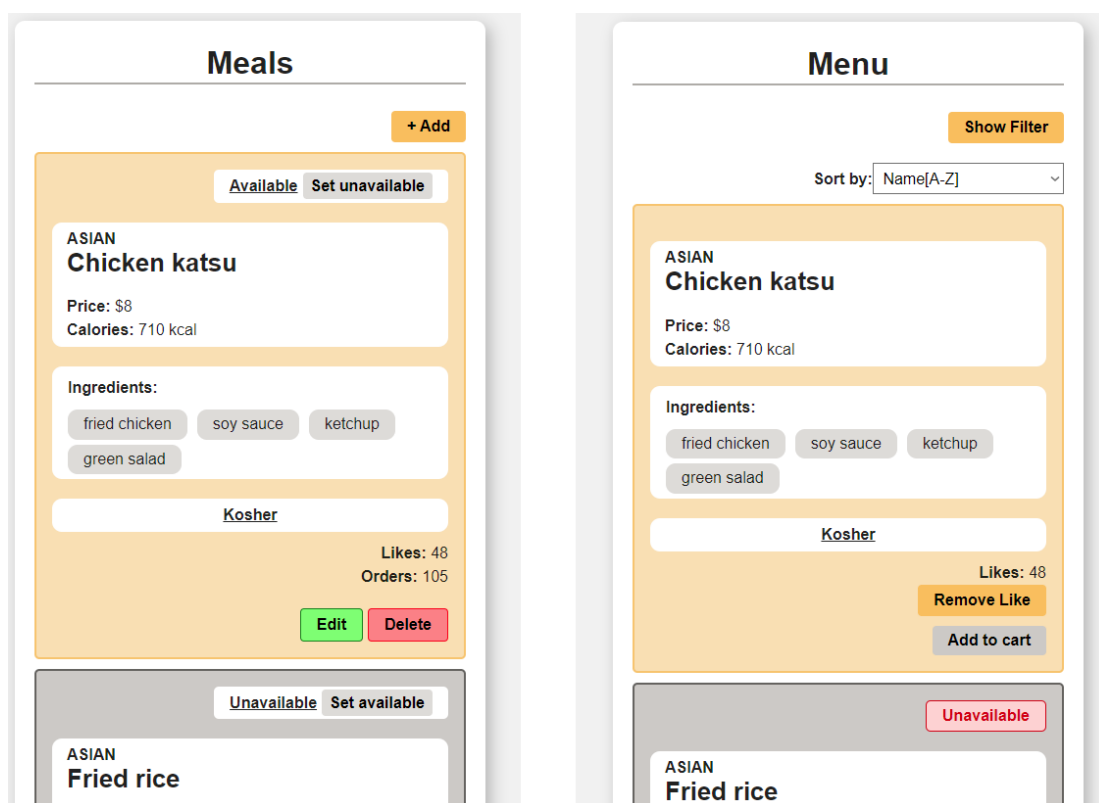 Meals
+ Add
Available Set unavailable
ASIAN
Chicken katsu
Price: $8
Calories: 710 kcal
Ingredients:
fried chicken soy sauce ketchup
green salad
Kosher
Likes: 48
Orders: 105
Edit Delete
Unavailable Set available
ASIAN
Fried rice
Menu
Show Filter
Sort by: Name[A-Z]
ASIAN
Chicken katsu
Price: $8
Calories: 710 kcal
Ingredients:
fried chicken soy sauce ketchup
green salad
Kosher
Likes: 48
Remove Like
Add to cart
Unavailable
ASIAN
Fried rice